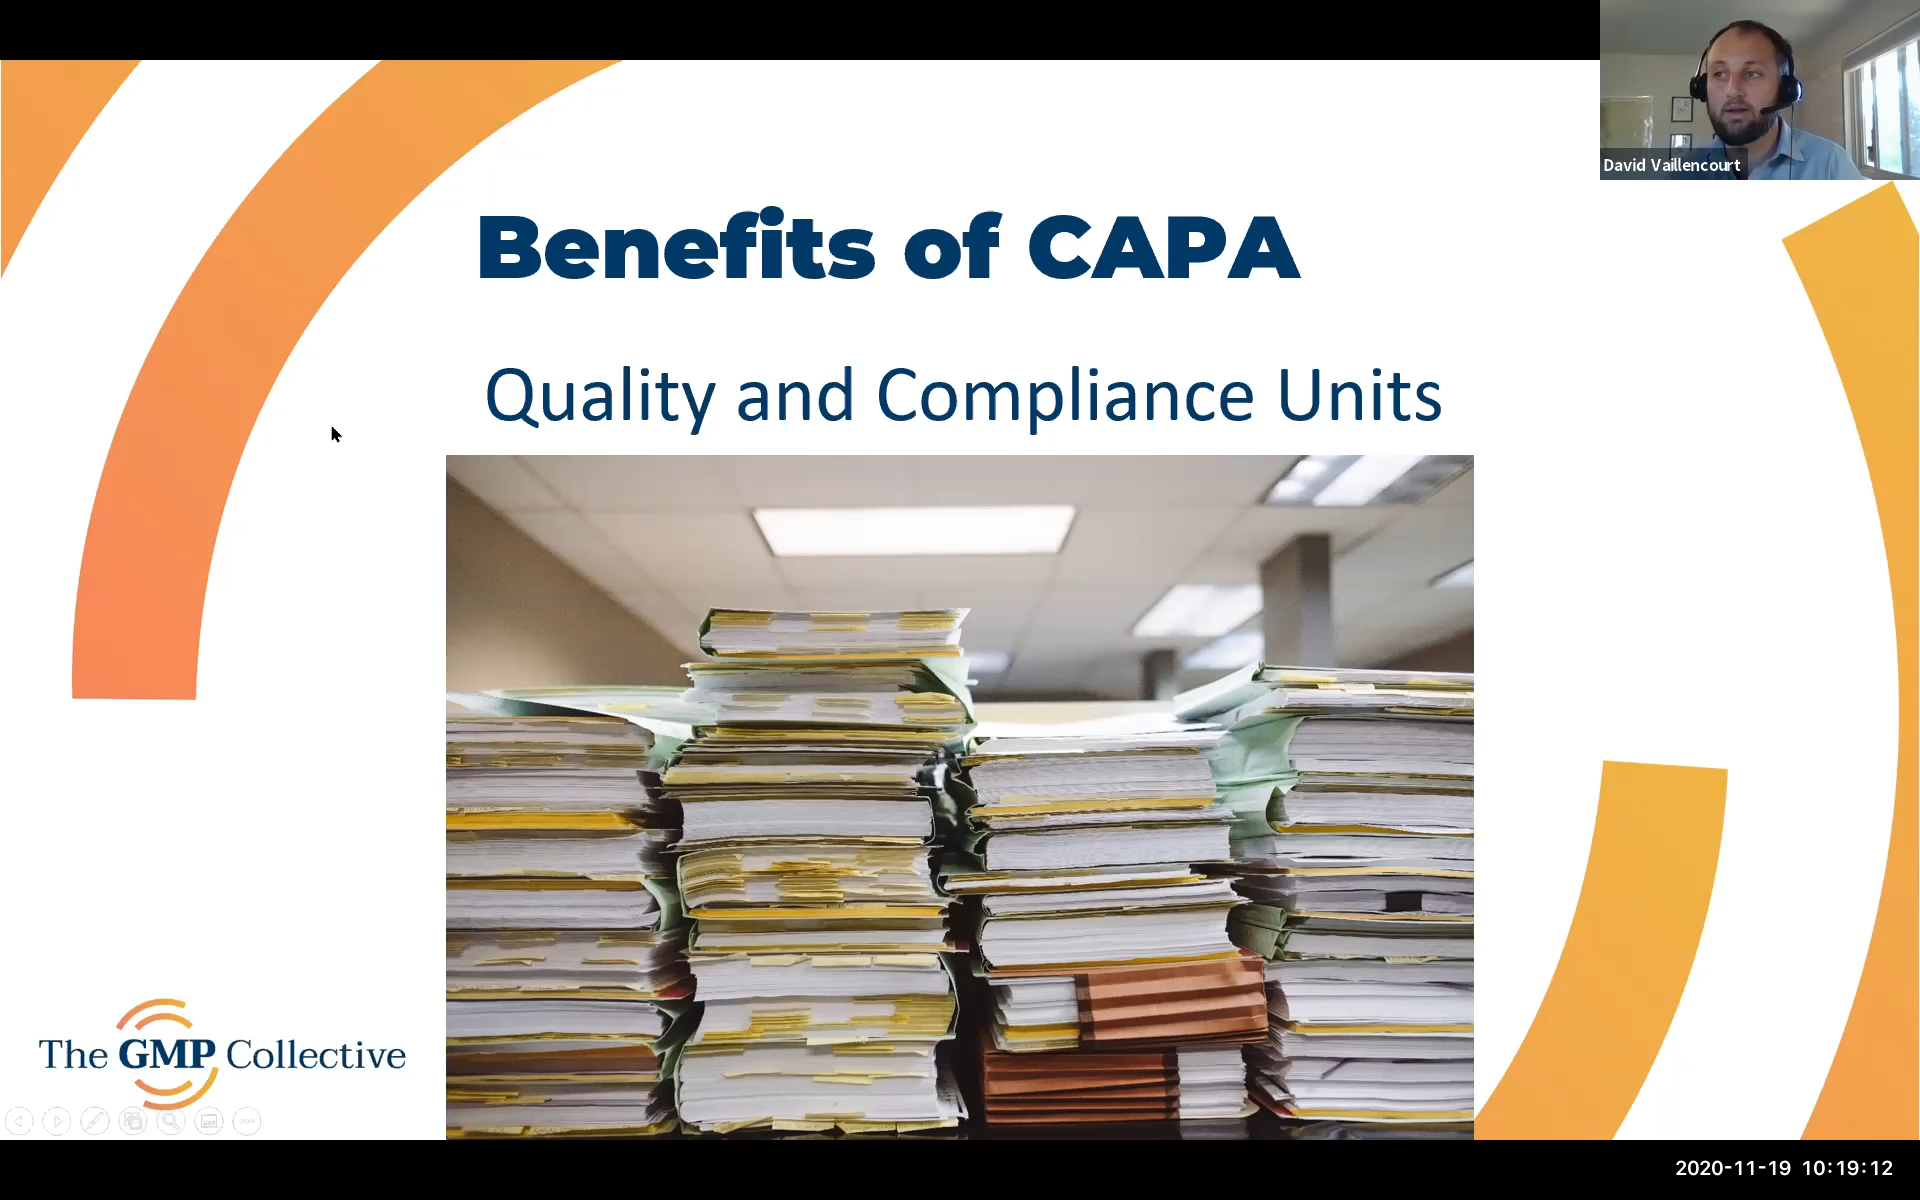 David Vaillencourt
Benefits of CAPA
Quality and Compliance Units
The GMP Collective
2020-11-19 10:19:12